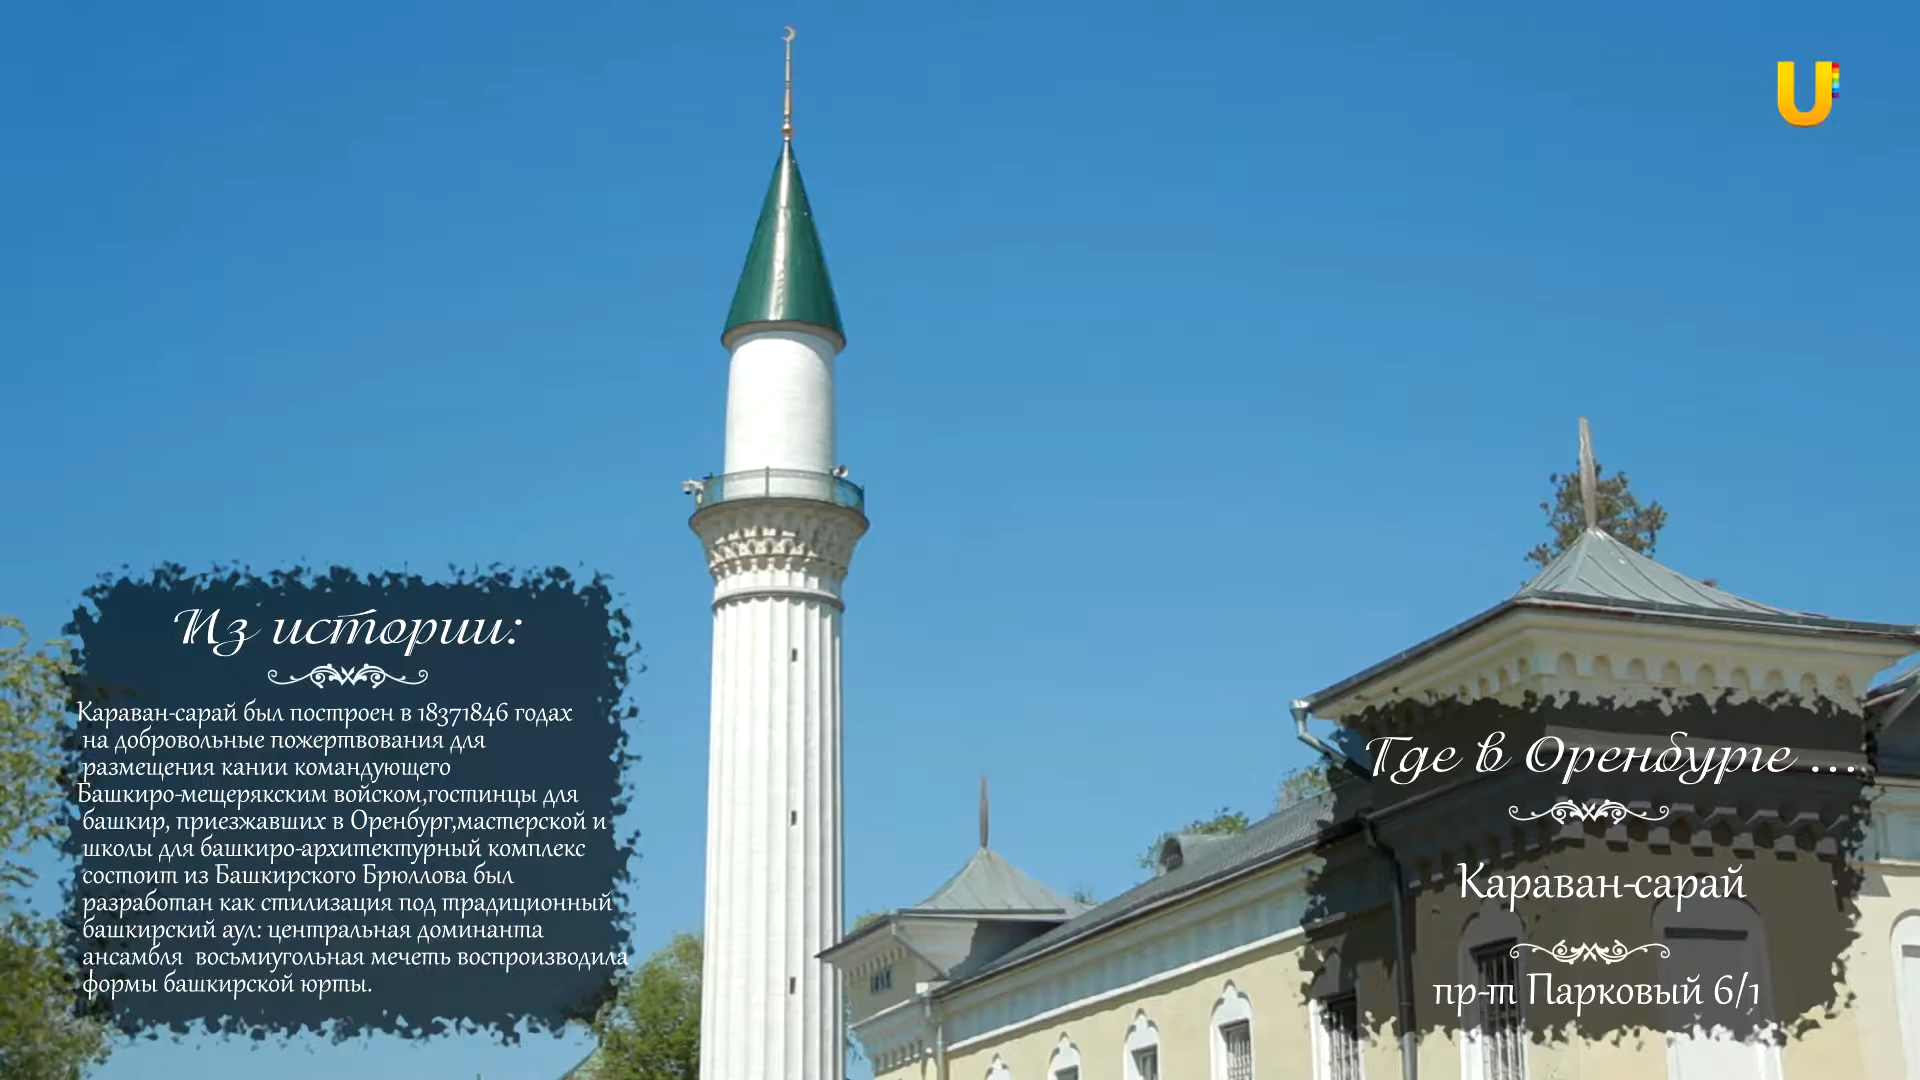 U
Из истории:
Караван-сарай был построен в 18371846 годах
на добровольные пожертвования для
размещения кании командующего
Башкиро-мещерякским войском,гостинцы для
башкир, приезжавших в Оренбург,мастерской и
школы для башкиро-архитектурный комплекс
состоит из Башкирского Брюллова был
разработан как стилизация под традиционный
башкирский аул: центральная доминанта
ансамбля  восьмиугольная мечеть воспроизводила
формы башкирской юрты.
Где в Оренбурге ...
Караван-сарай
пр-т Парковый 6/1